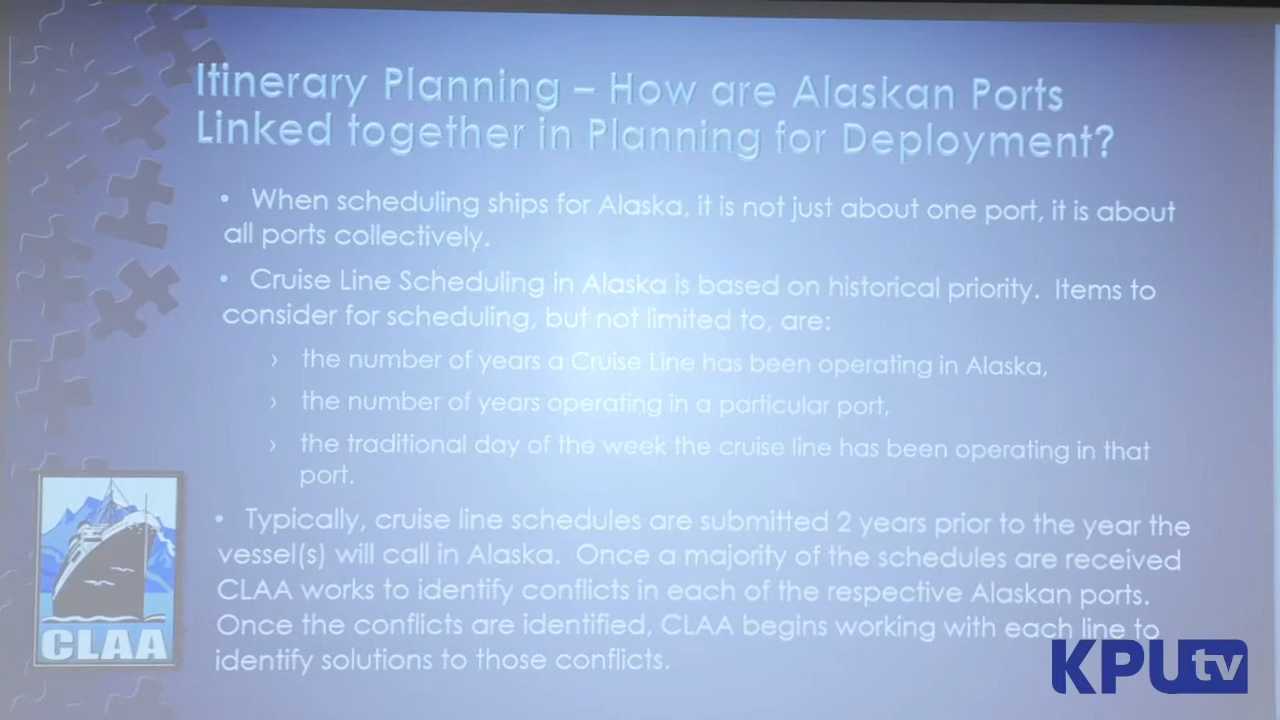 Itinerary Planning – How are Alaskan Ports
Linked together in Planning for Deployment?
• When scheduling ships for Alaska, it is not just about one port, it is about
all ports collectively.
• Cruise Line Scheduling in Alaska is based on historical priority. Items to
consider for scheduling, but not limited to, are:
› the number of years a Cruise Line has been operating in Alaska,
› the number of years operating in a particular port,
› the traditional day of the week the cruise line has been operating in that
port.
• Typically, cruise line schedules are submitted 2 years prior to the year the
vessel(s) will call in Alaska. Once a majority of the schedules are received
CLAA works to identify conflicts in each of the respective Alaskan ports.
Once the conflicts are identified, CLAA begins working with each line to
identify solutions to those conflicts.
CLAA
KPUtv